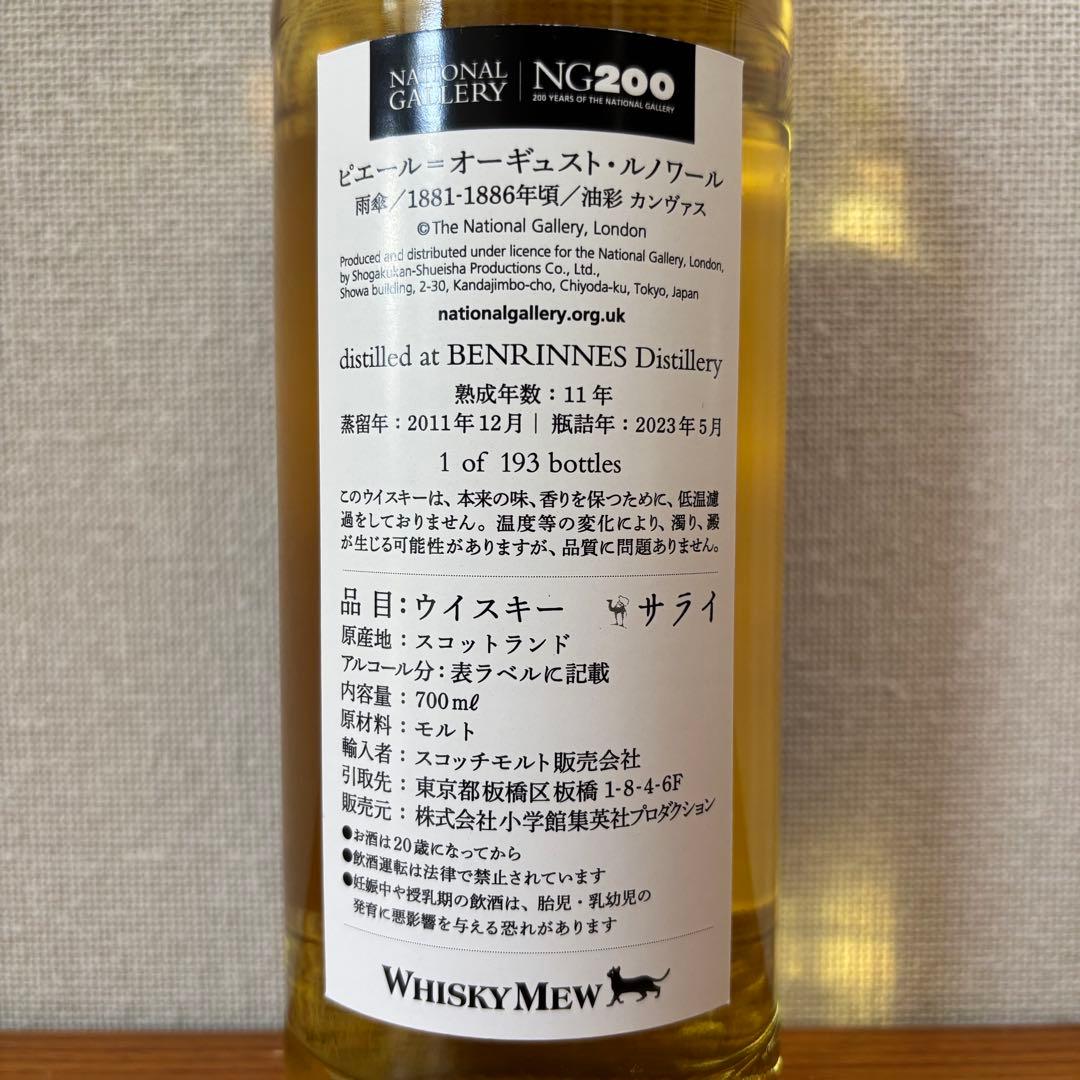 THE
NATIONAL
GALLERY
NG200
200 YEARS OF THE NATIONAL GALLERY
ピエール＝オーギュスト・ルノワール
雨傘／1881-1886年頃／油彩 カンヴァス
©The National Gallery, London
Produced and distributed under licence for the National Gallery, London,
by Shogakukan-Shueisha Productions Co., Ltd.,
Showa building, 2-30, Kandajimbo-cho, Chiyoda-ku, Tokyo, Japan
nationalgallery.org.uk
distilled at BENRINNES Distillery
熟成年数：11年
蒸留年：2011年12月｜瓶詰年：2023年5月
1 of 193 bottles
このウイスキーは、本来の味、香りを保つために、低温濾
過をしておりません。温度等の変化により、濁り、澱
が生じる可能性がありますが、品質に問題ありません。
品目：ウイスキー サライ
原産地：スコットランド
アルコール分：表ラベルに記載
内容量：700mℓ
原材料：モルト
輸入者：スコッチモルト販売会社
引取先：東京都板橋区板橋1-8-4-6F
販売元：株式会社小学館集英社プロダクション
●お酒は20歳になってから
●飲酒運転は法律で禁止されています
●妊娠中や授乳期の飲酒は、胎児・乳幼児の
発育に悪影響を与える恐れがあります
WHISKY MEW